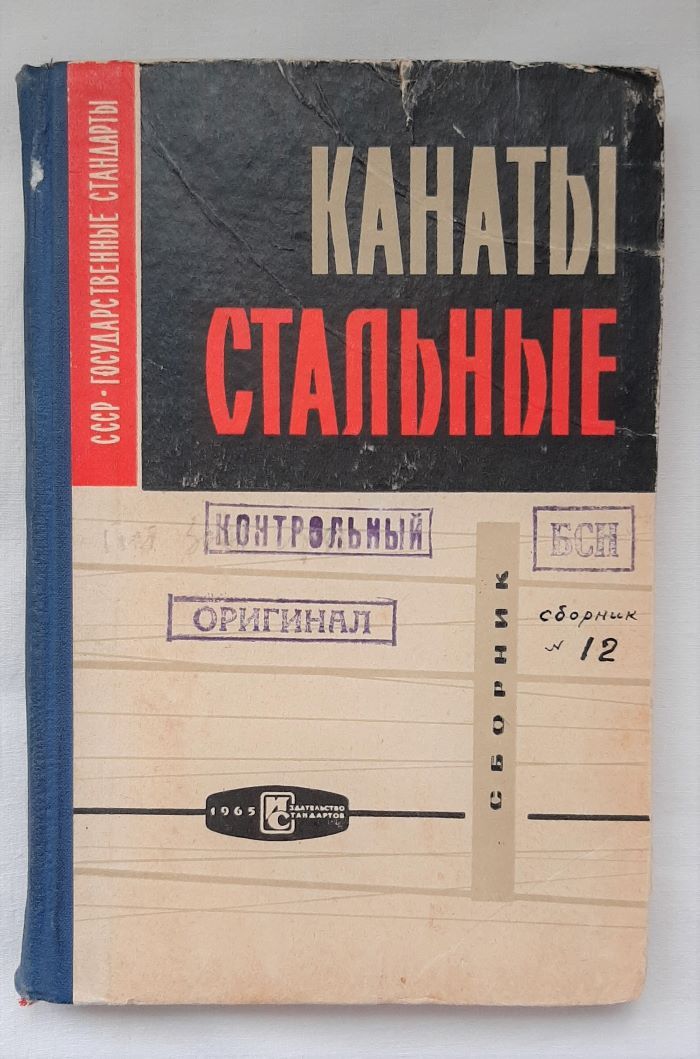 СССР · ГОСУДАРСТВЕННЫЕ СТАНДАРТЫ
КАНАТЫ
СТАЛЬНЫЕ
КОНТРОЛЬНЫЙ
БСН
ОРИГИНАЛ
сборник
№ 12
СБОРНИК
1965
ИЗДАТЕЛЬСТВО
СТАНДАРТОВ